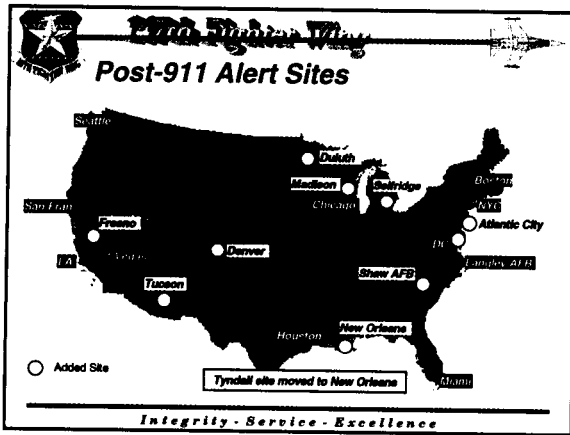 Fighter Wing
Post-911 Alert Sites
Seattle
Duluth
Madison
Selfridge
Boston
Chicago
San Fran
NYC
Fresno
Atlantic City
DC
Denver
Langley AFB
LA
Tucson
Shaw AFB
New Orleans
Houston
Added Site
Tyndall site moved to New Orleans
Miami
Integrity - Service - Excellence